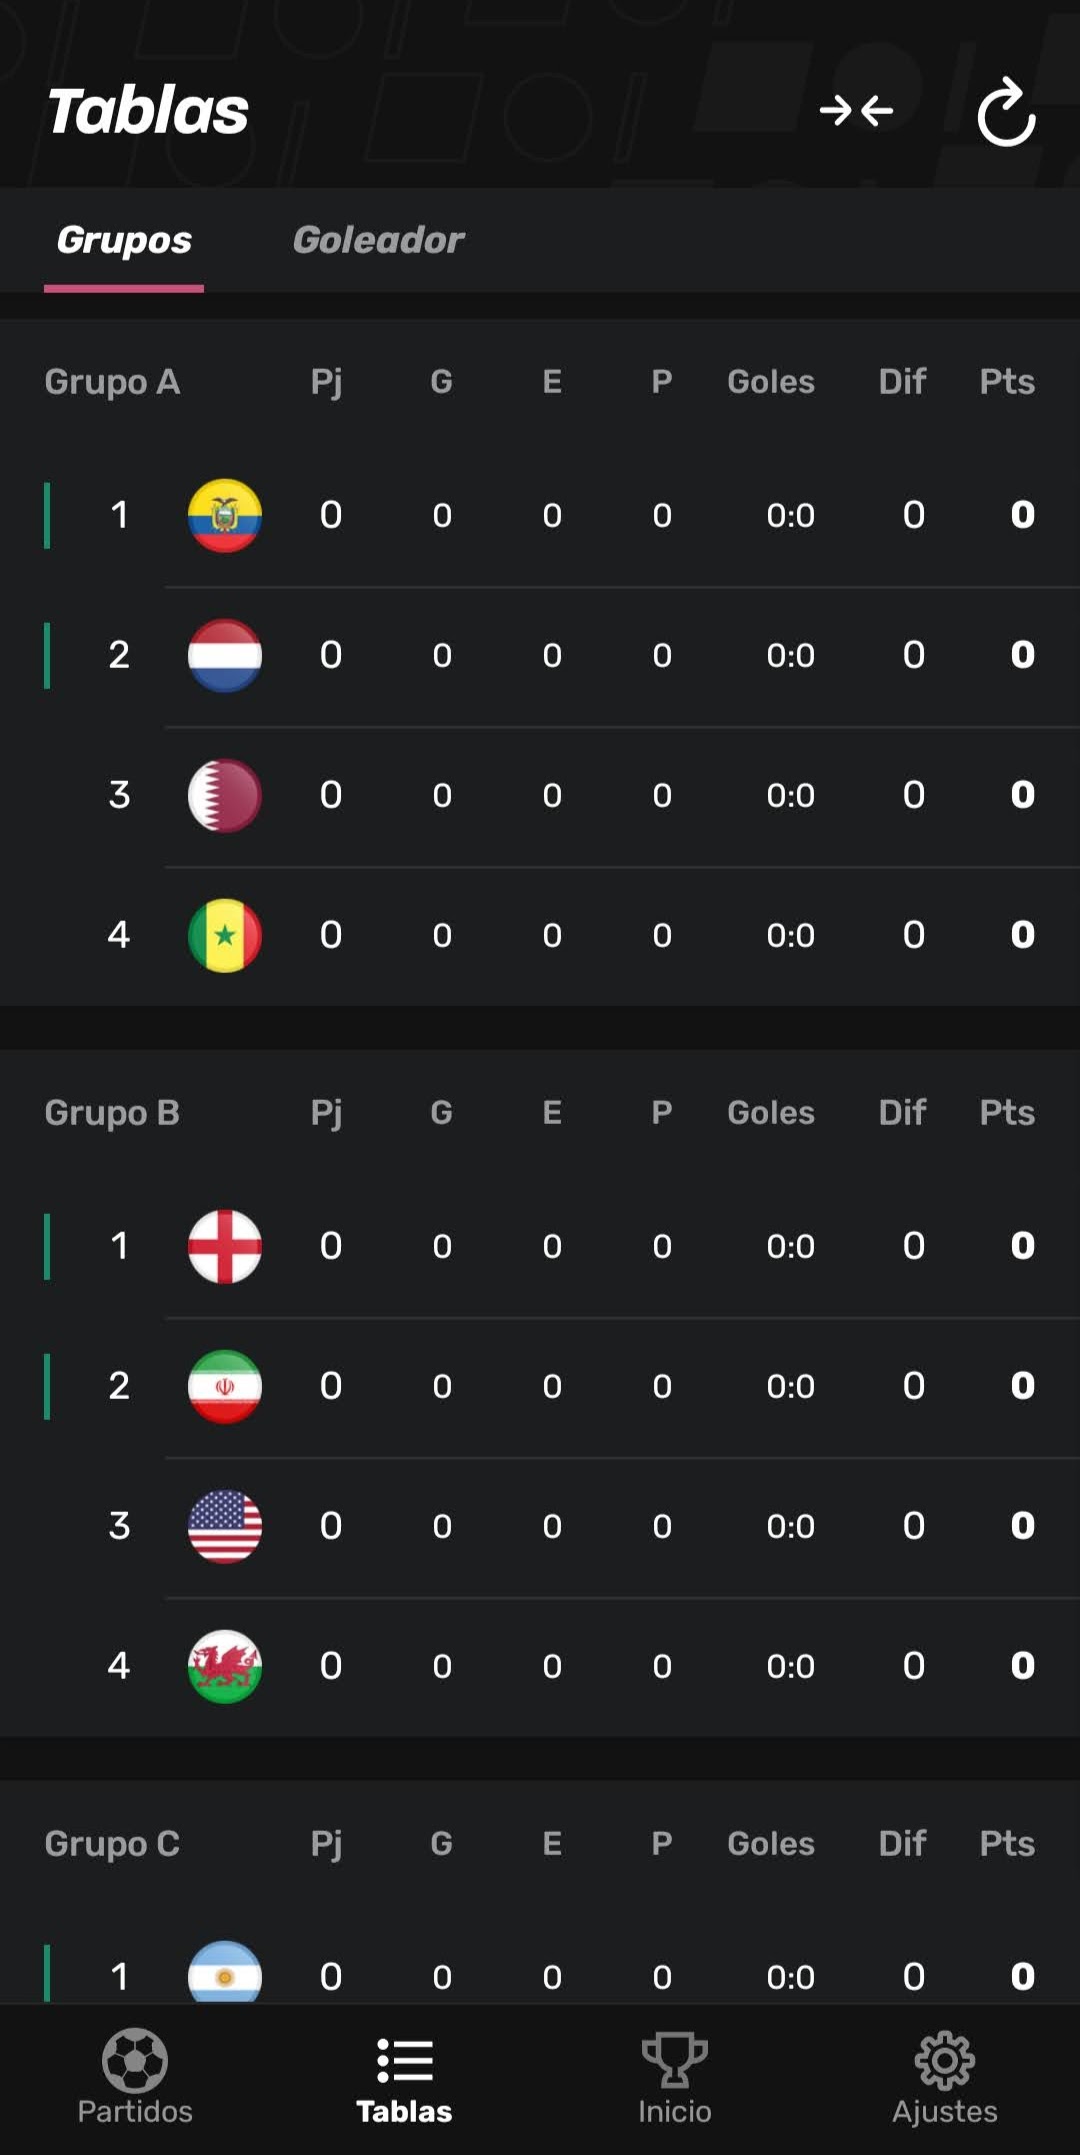 Tablas
Grupos Goleador
Grupo A Pj G E P Goles Dif Pts
1 0 0 0 0 0:0 0 0
2 0 0 0 0 0:0 0 0
3 0 0 0 0 0:0 0 0
4 0 0 0 0 0:0 0 0
Grupo B Pj G E P Goles Dif Pts
1 0 0 0 0 0:0 0 0
2 0 0 0 0 0:0 0 0
3 0 0 0 0 0:0 0 0
4 0 0 0 0 0:0 0 0
Grupo C Pj G E P Goles Dif Pts
1 0 0 0 0 0:0 0 0
Partidos Tablas Inicio Ajustes